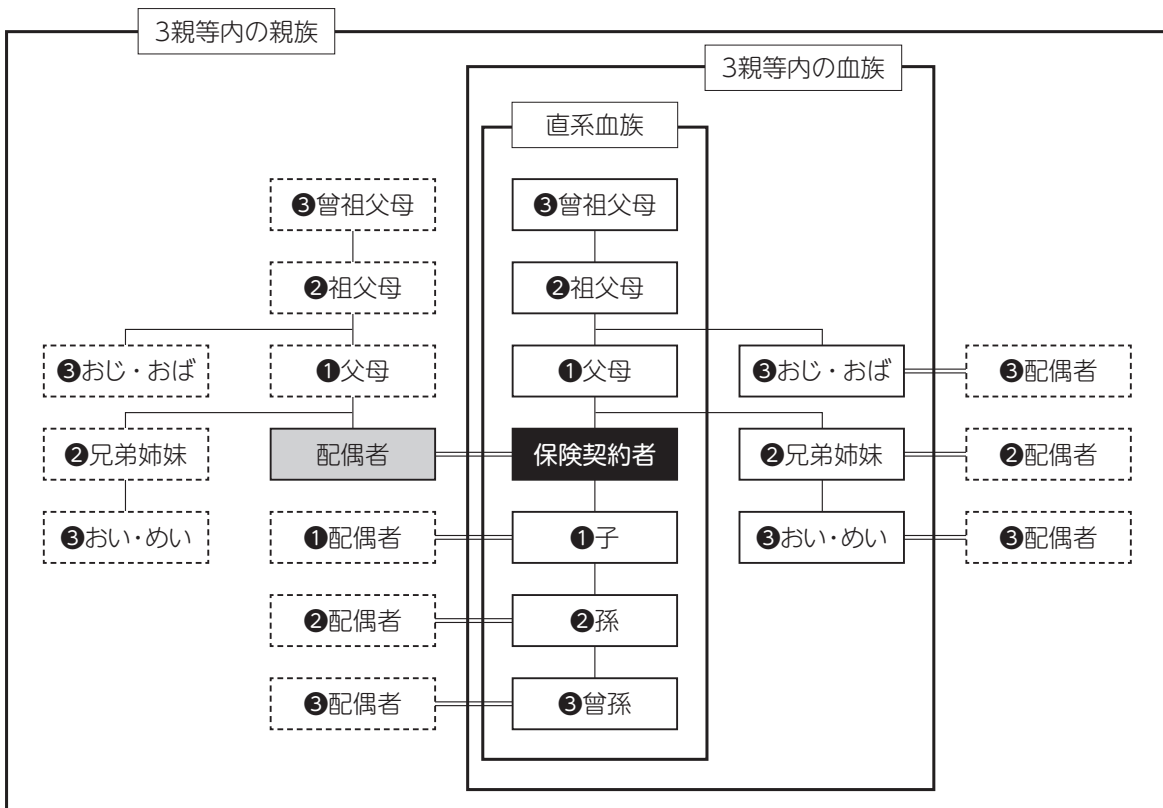 3親等内の親族
3親等内の血族
直系血族
❸曾祖父母
❸曾祖父母
❷祖父母
❷祖父母
❸おじ・おば
❶父母
❶父母
❸おじ・おば
❸配偶者
❷兄弟姉妹
配偶者
保険契約者
❷兄弟姉妹
❷配偶者
❸おい・めい
❶配偶者
❶子
❸おい・めい
❸配偶者
❷配偶者
❷孫
❸配偶者
❸曾孫